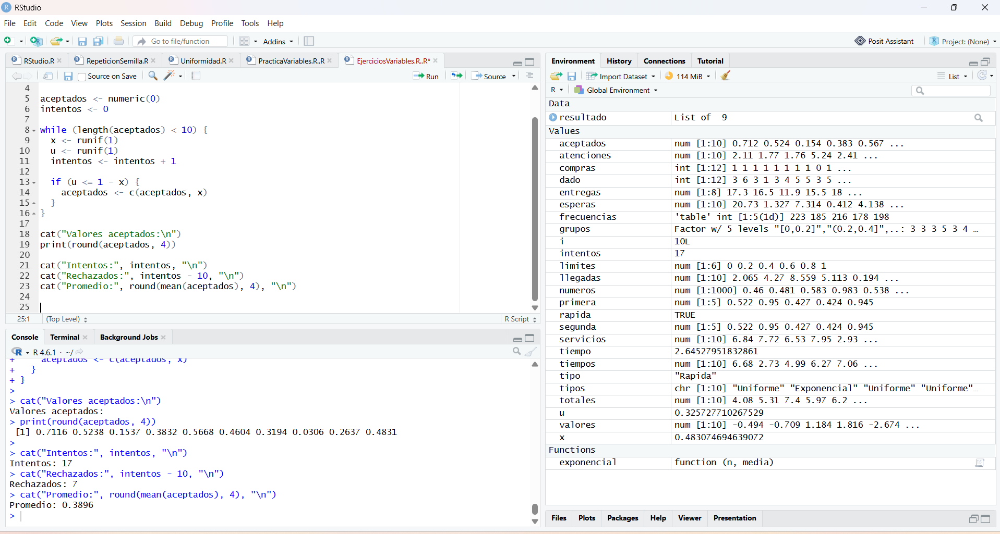 RStudio
File Edit Code View Plots Session Build Debug Profile Tools Help
Go to file/function Addins Posit Assistant Project: (None)
RStudio.R RepeticionSemilla.R Uniformidad.R PracticaVariables.R..R EjerciciosVariables.R..R*
Source on Save Run Source
4
5 aceptados <- numeric(0)
6 intentos <- 0
7
8 while (length(aceptados) < 10) {
9 x <- runif(1)
10 u <- runif(1)
11 intentos <- intentos + 1
12
13 if (u <= 1 - x) {
14 aceptados <- c(aceptados, x)
15 }
16 }
17
18 cat("Valores aceptados:\n")
19 print(round(aceptados, 4))
20
21 cat("Intentos:", intentos, "\n")
22 cat("Rechazados:", intentos - 10, "\n")
23 cat("Promedio:", round(mean(aceptados), 4), "\n")
24
25
25:1 (Top Level) R Script
Console Terminal Background Jobs
R 4.6.1 · ~/
+ aceptados <- c(aceptados, x)
+ }
+ }
>
> cat("Valores aceptados:\n")
Valores aceptados:
> print(round(aceptados, 4))
[1] 0.7116 0.5238 0.1537 0.3832 0.5668 0.4604 0.3194 0.0306 0.2637 0.4831
>
> cat("Intentos:", intentos, "\n")
Intentos: 17
> cat("Rechazados:", intentos - 10, "\n")
Rechazados: 7
> cat("Promedio:", round(mean(aceptados), 4), "\n")
Promedio: 0.3896
>
Environment History Connections Tutorial
Import Dataset 114 MiB List
R Global Environment
Data
resultado List of 9
Values
aceptados num [1:10] 0.712 0.524 0.154 0.383 0.567 ...
atenciones num [1:10] 2.11 1.77 1.76 5.24 2.41 ...
compras int [1:12] 1 1 1 1 1 1 1 1 0 1 ...
dado int [1:12] 3 6 3 1 3 4 5 5 3 5 ...
entregas num [1:8] 17.3 16.5 11.9 15.5 18 ...
esperas num [1:10] 20.73 1.327 7.314 0.412 4.138 ...
frecuencias 'table' int [1:5(1d)] 223 185 216 178 198
grupos Factor w/ 5 levels "[0,0.2]","(0.2,0.4]",..: 3 3 3 5 3 4 …
i 10L
intentos 17
limites num [1:6] 0 0.2 0.4 0.6 0.8 1
llegadas num [1:10] 2.065 4.27 8.559 5.113 0.194 ...
numeros num [1:1000] 0.46 0.481 0.583 0.983 0.538 ...
primera num [1:5] 0.522 0.95 0.427 0.424 0.945
rapida TRUE
segunda num [1:5] 0.522 0.95 0.427 0.424 0.945
servicios num [1:10] 6.84 7.72 6.53 7.95 2.93 ...
tiempo 2.64527951832861
tiempos num [1:10] 6.68 2.73 4.99 6.27 7.06 ...
tipo "Rapida"
tipos chr [1:10] "Uniforme" "Exponencial" "Uniforme" "Uniforme"…
totales num [1:10] 4.08 5.31 7.4 5.97 6.2 ...
u 0.325727710267529
valores num [1:10] -0.494 -0.709 1.184 1.816 -2.674 ...
x 0.483074694639072
Functions
exponencial function (n, media)
Files Plots Packages Help Viewer Presentation